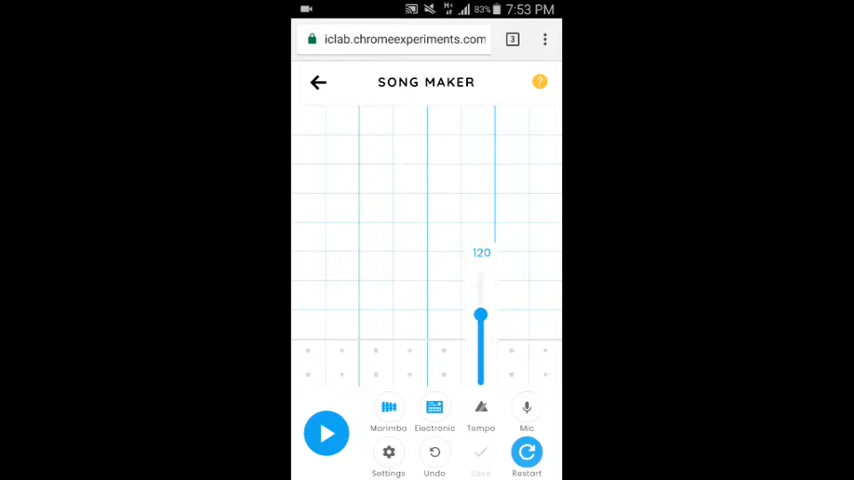 H+ 83% 7:53 PM
iclab.chromeexperiments.com 3
SONG MAKER ?
120
Marimba Electronic Tempo Mic
Settings Undo Save Restart